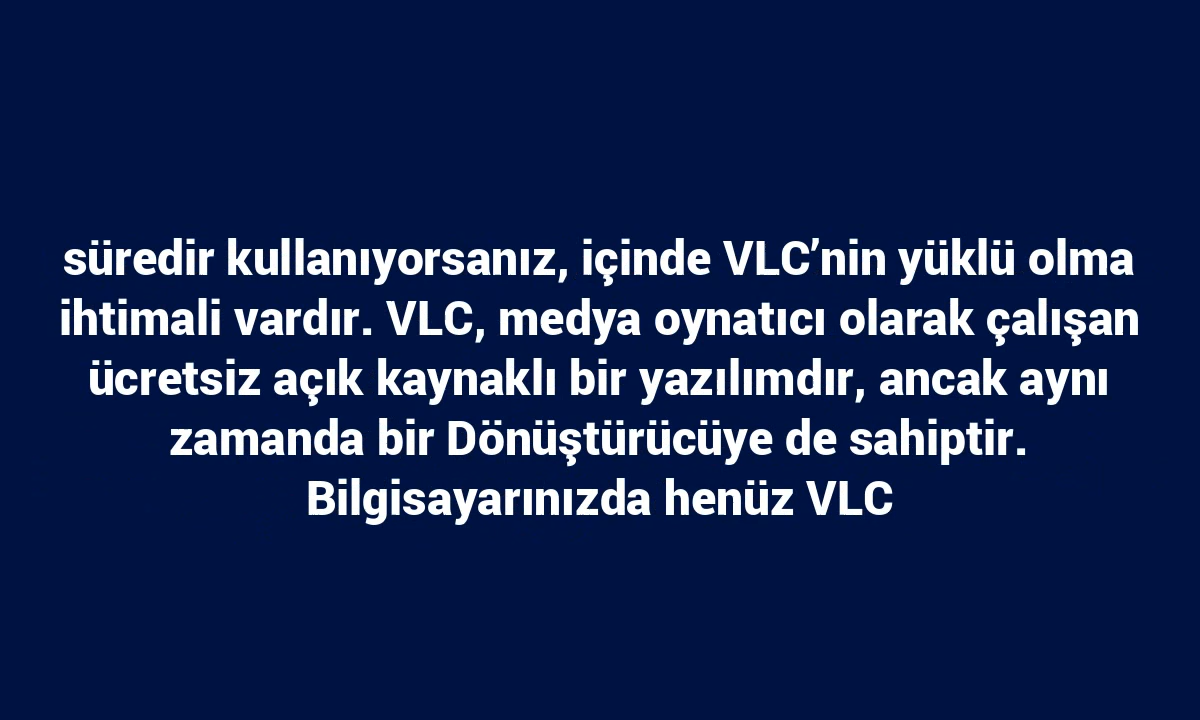 süredir kullanıyorsanız, içinde VLC’nin yüklü olma
ihtimali vardır. VLC, medya oynatıcı olarak çalışan
ücretsiz açık kaynaklı bir yazılımdır, ancak aynı
zamanda bir Dönüştürücüye de sahiptir.
Bilgisayarınızda henüz VLC